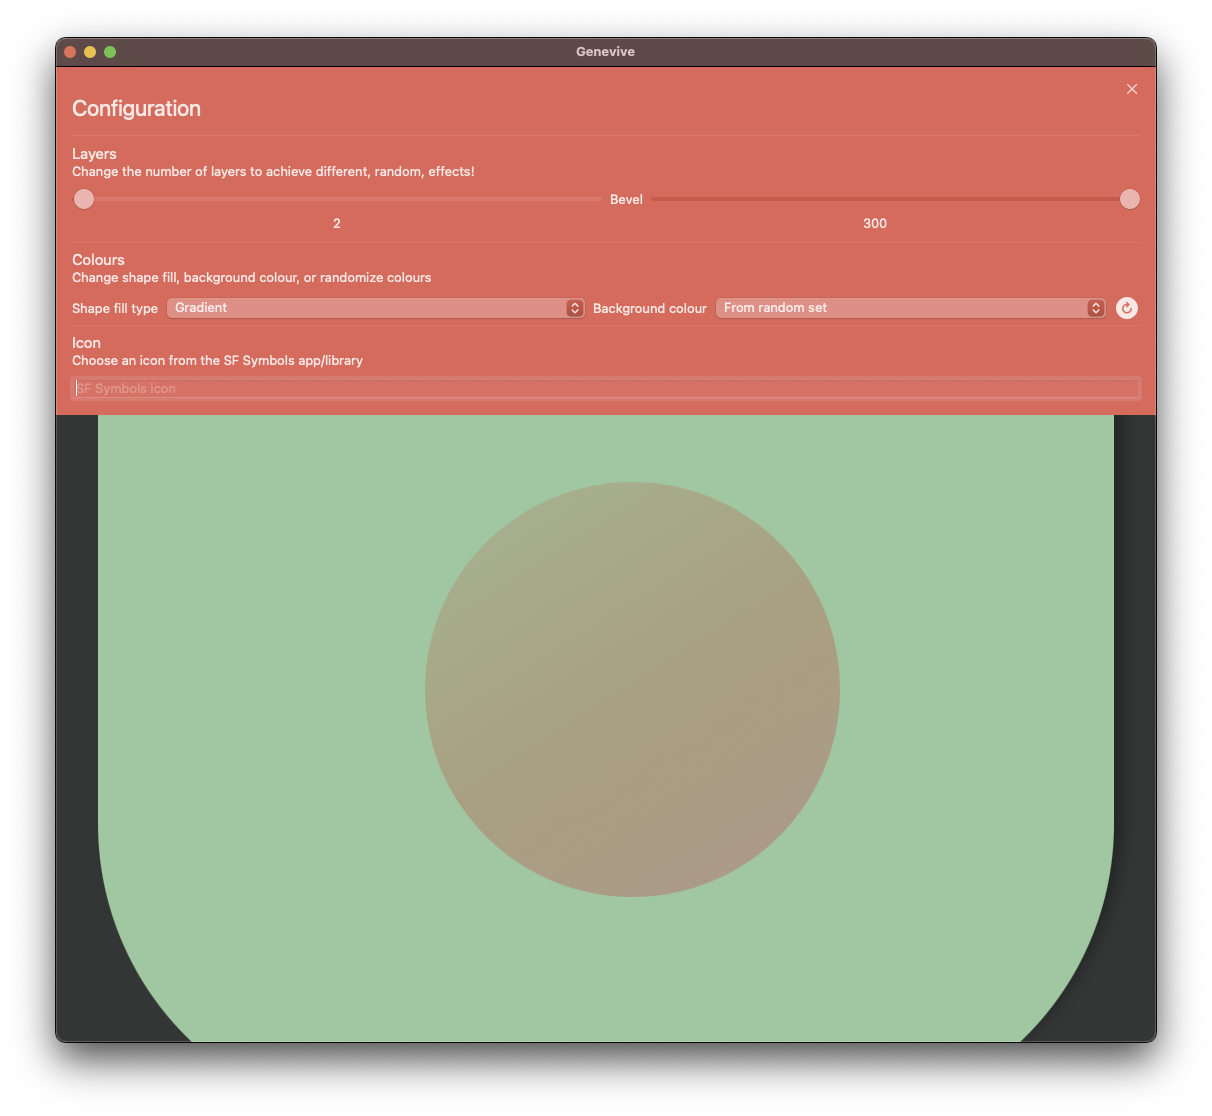 Genevive
Configuration
Layers
Change the number of layers to achieve different, random, effects!
Bevel
2
300
Colours
Change shape fill, background colour, or randomize colours
Shape fill type
Gradient
Background colour
From random set
Icon
Choose an icon from the SF Symbols app/library
SF Symbols icon